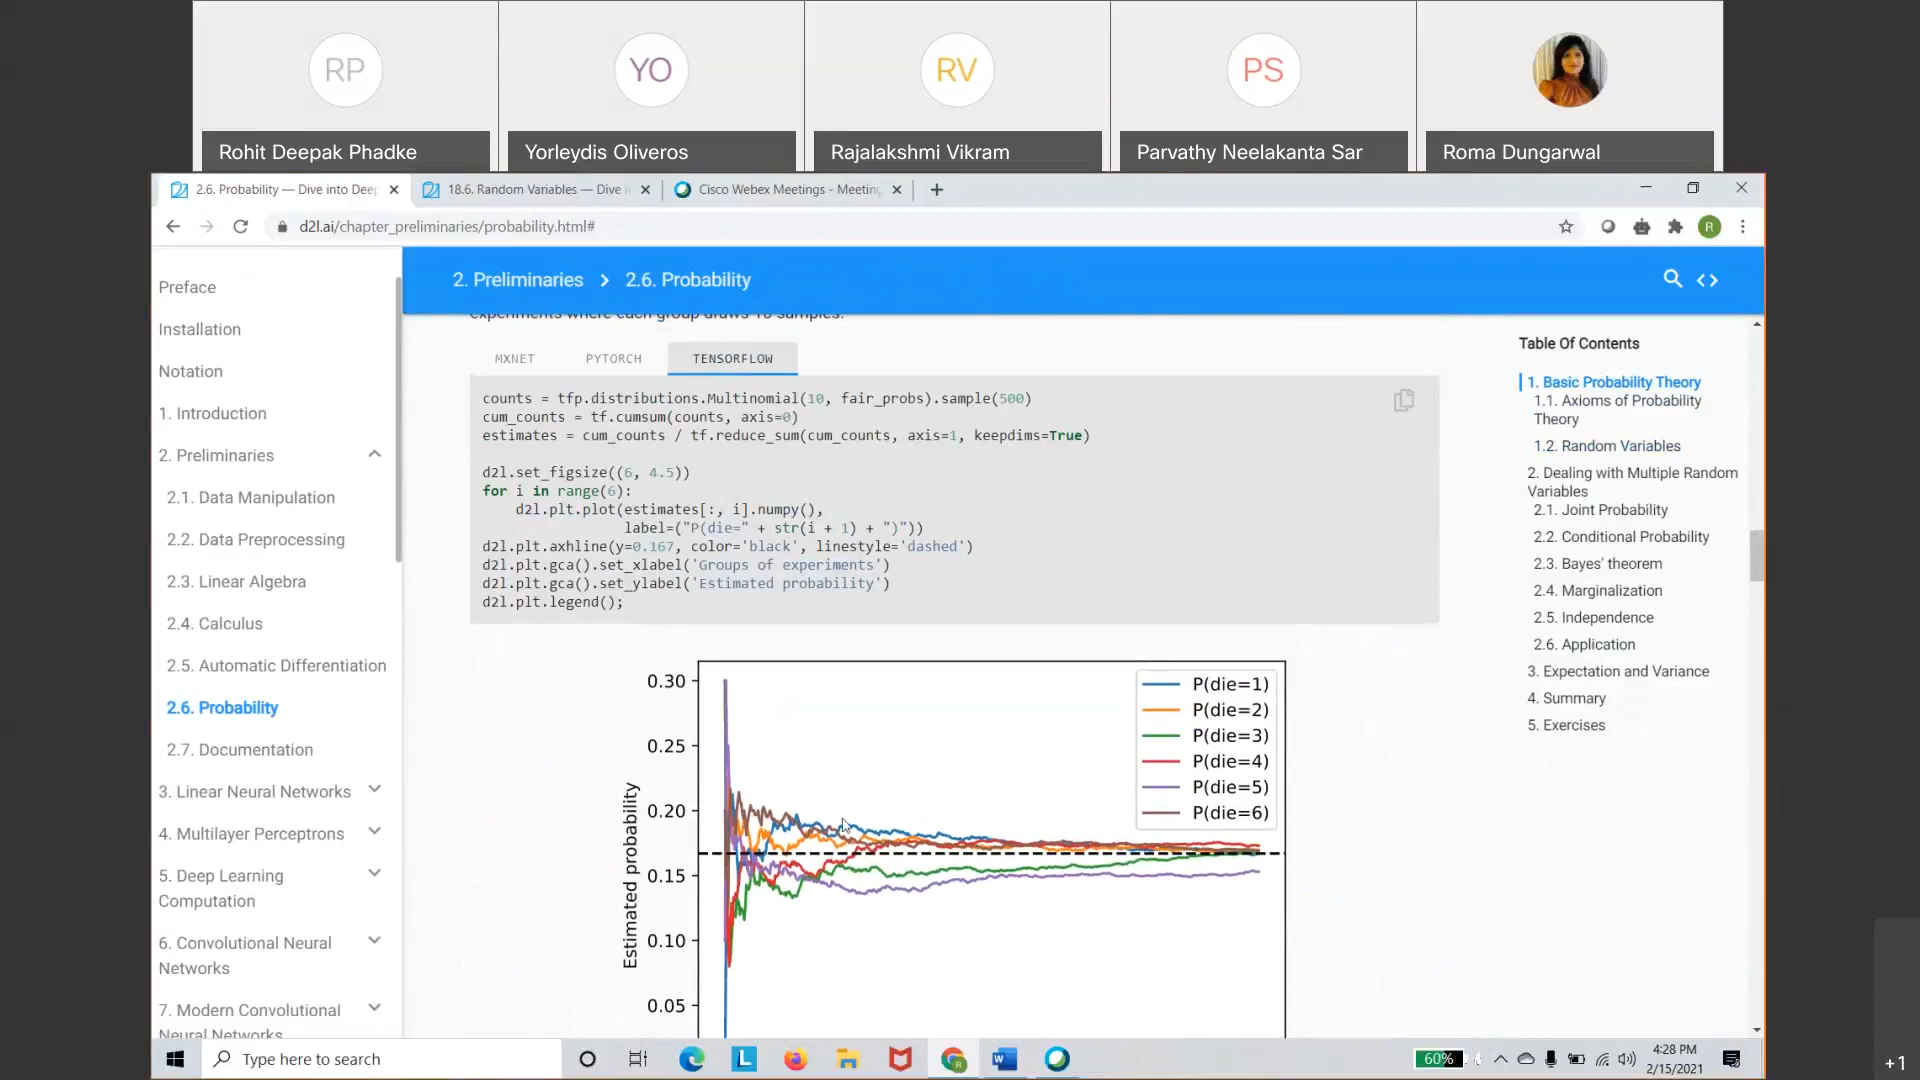 RP
YO
RV
PS
Rohit Deepak Phadke
Yorleydis Oliveros
Rajalakshmi Vikram
Parvathy Neelakanta Sar
Roma Dungarwal
2.6. Probability — Dive into Deep
18.6. Random Variables — Dive i
Cisco Webex Meetings - Meeting
d2l.ai/chapter_preliminaries/probability.html#
R
Preface
Installation
Notation
1. Introduction
2. Preliminaries
2.1. Data Manipulation
2.2. Data Preprocessing
2.3. Linear Algebra
2.4. Calculus
2.5. Automatic Differentiation
2.6. Probability
2.7. Documentation
3. Linear Neural Networks
4. Multilayer Perceptrons
5. Deep Learning
Computation
6. Convolutional Neural
Networks
7. Modern Convolutional
Neural Networks
2. Preliminaries
2.6. Probability
experiments where each group draws 10 samples.
MXNET
PYTORCH
TENSORFLOW
counts = tfp.distributions.Multinomial(10, fair_probs).sample(500)
cum_counts = tf.cumsum(counts, axis=0)
estimates = cum_counts / tf.reduce_sum(cum_counts, axis=1, keepdims=True)
d2l.set_figsize((6, 4.5))
for i in range(6):
d2l.plt.plot(estimates[:, i].numpy(),
label=("P(die=" + str(i + 1) + ")"))
d2l.plt.axhline(y=0.167, color='black', linestyle='dashed')
d2l.plt.gca().set_xlabel('Groups of experiments')
d2l.plt.gca().set_ylabel('Estimated probability')
d2l.plt.legend();
Estimated probability
0.30
0.25
0.20
0.15
0.10
0.05
P(die=1)
P(die=2)
P(die=3)
P(die=4)
P(die=5)
P(die=6)
Table Of Contents
1. Basic Probability Theory
1.1. Axioms of Probability
Theory
1.2. Random Variables
2. Dealing with Multiple Random
Variables
2.1. Joint Probability
2.2. Conditional Probability
2.3. Bayes' theorem
2.4. Marginalization
2.5. Independence
2.6. Application
3. Expectation and Variance
4. Summary
5. Exercises
Type here to search
L
W
60%
4:28 PM
2/15/2021
+1